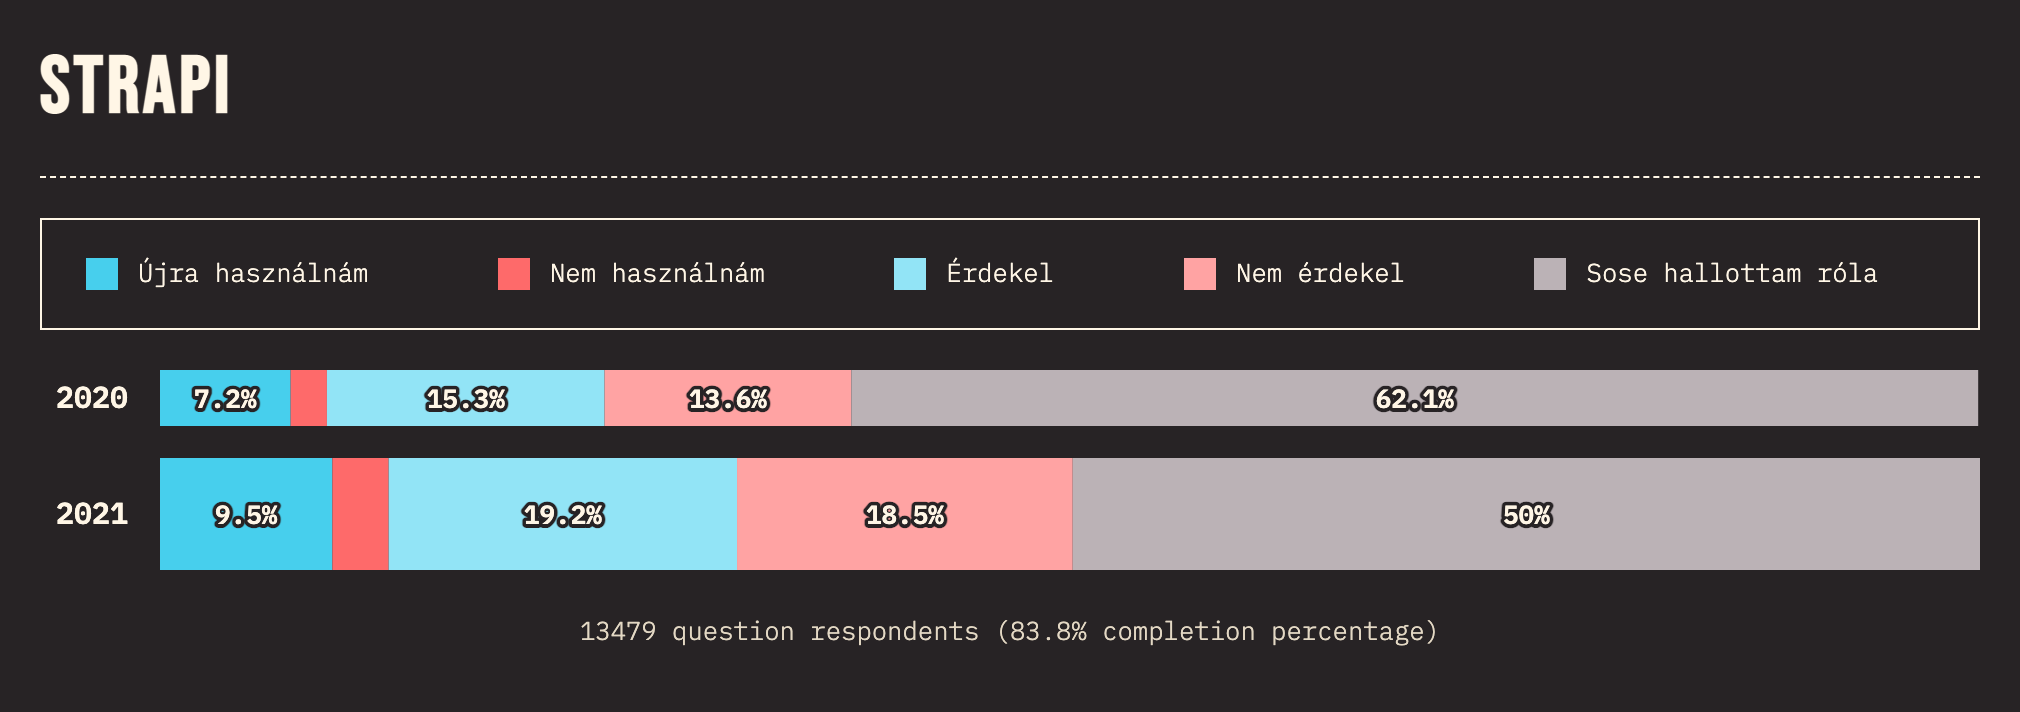 STRAPI
Újra használnám Nem használnám Érdekel Nem érdekel Sose hallottam róla
2020 7.2% 15.3% 13.6% 62.1%
2021 9.5% 19.2% 18.5% 50%
13479 question respondents (83.8% completion percentage)